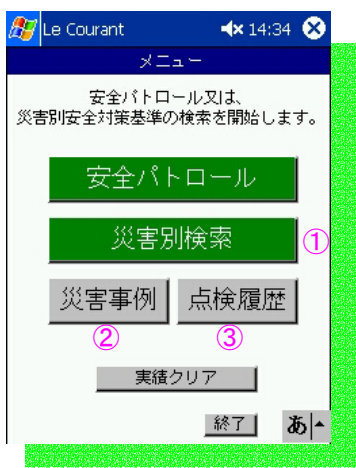 Le Courant 14:34
メニュー
安全パトロール又は、
災害別安全対策基準の検索を開始します。
安全パトロール
災害別検索
①
災害事例 点検履歴
② ③
実績クリア
終了 あ